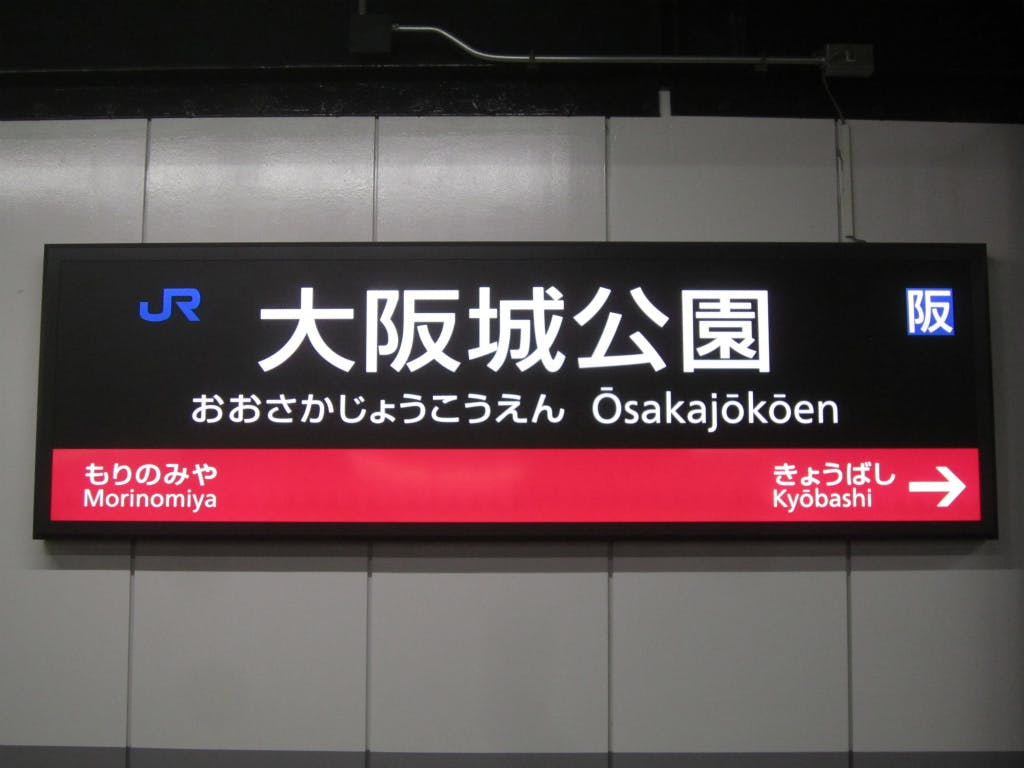 JR 大阪城公園 阪
おおさかじょうこうえん Ōsakajōkōen
もりのみや きょうばし →
Morinomiya Kyōbashi